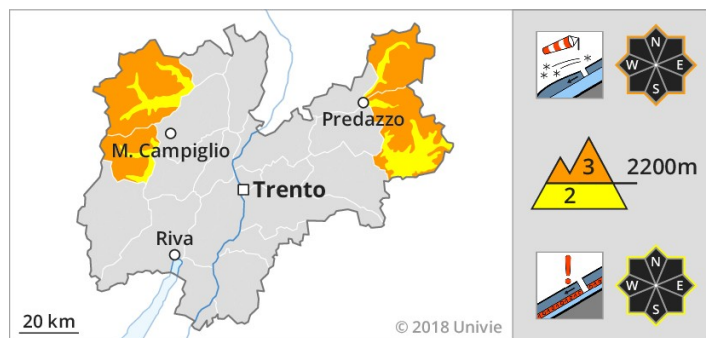 M. Campiglio
Predazzo
Trento
Riva
20 km
© 2018 Univie
N
W E
S
3
2200m
2
N
W E
S